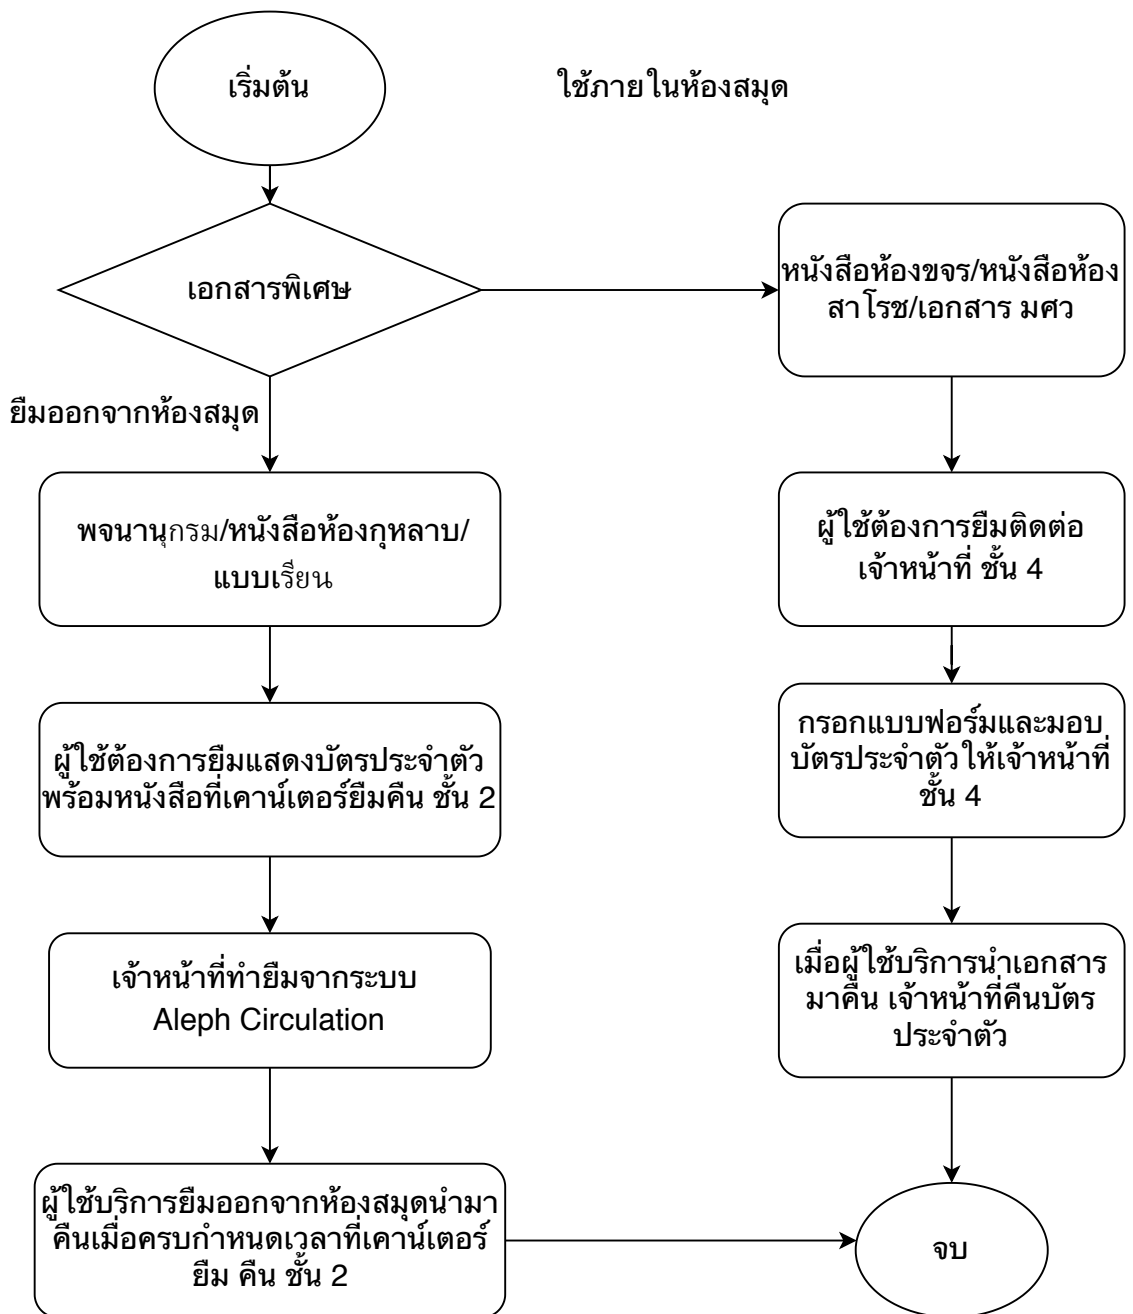 เริ่มต้น
ใช้ภายในห้องสมุด
เอกสารพิเศษ
หนังสือห้องขจร/หนังสือห้อง
สาโรช/เอกสาร มศว
ยืมออกจากห้องสมุด
พจนานุกรม/หนังสือห้องกุหลาบ/
แบบเรี่ยน
ผู้ใช้ต้องการยืมติดต่อ
เจ้าหน้าที่ ชั้น 4
ผู้ใช้ต้องการยืมแสดงบัตรประจำตัว
พร้อมหนังสือที่เคาน์เตอร์ยืมคืน ชั้น 2
กรอกแบบฟอร์มและมอบ
บัตรประจำตัวให้เจ้าหน้าที่
ชั้น 4
เจ้าหน้าที่ทำยืมจากระบบ
Aleph Circulation
เมื่อผู้ใช้บริการนำเอกสาร
มาคืน เจ้าหน้าที่คืนบัตร
ประจำตัว
ผู้ใช้บริการยืมออกจากห้องสมุดนำมา
คืนเมื่อครบกำหนดเวลาที่เคาน์เตอร์
ยืม คืน ชั้น 2
จบ